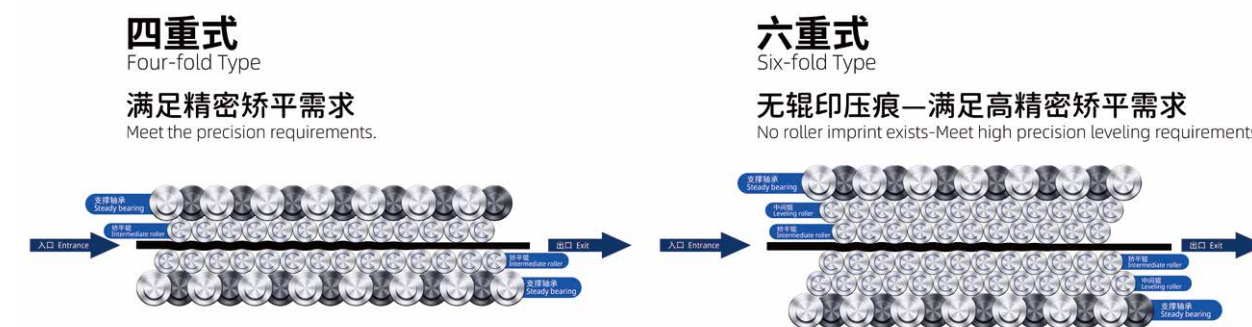 四重式
Four-fold Type
满足精密矫平需求
Meet the precision requirements.
支撑轴承
Steady bearing
矫平辊
Intermediate roller
入口 Entrance
出口 Exit
矫平辊
Intermediate roller
支撑轴承
Steady bearing
六重式
Six-fold Type
无辊印压痕—满足高精密矫平需求
No roller imprint exists-Meet high precision leveling requirements
支撑轴承
Steady bearing
中间辊
Leveling roller
矫平辊
Intermediate roller
入口 Entrance
出口 Exit
矫平辊
Intermediate roller
中间辊
Leveling roller
支撑轴承
Steady bearing